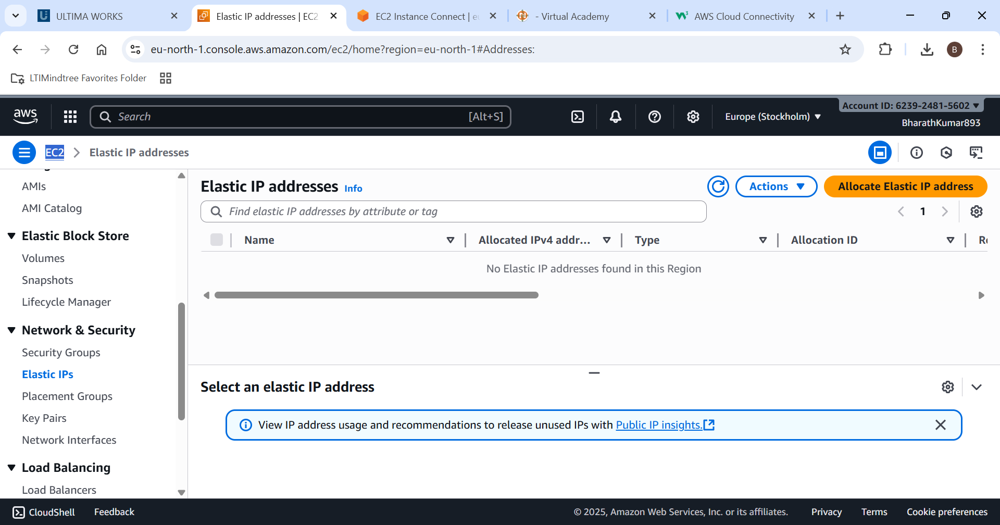 ULTIMA WORKS
Elastic IP addresses | EC2
EC2 Instance Connect | eu
- Virtual Academy
AWS Cloud Connectivity
eu-north-1.console.aws.amazon.com/ec2/home?region=eu-north-1#Addresses:
B
LTIMindtree Favorites Folder
aws
Search
[Alt+S]
Europe (Stockholm)
Account ID: 6239-2481-5602
BharathKumar893
EC2
Elastic IP addresses
AMIs
AMI Catalog
Elastic Block Store
Volumes
Snapshots
Lifecycle Manager
Network & Security
Security Groups
Elastic IPs
Placement Groups
Key Pairs
Network Interfaces
Load Balancing
Load Balancers
Elastic IP addresses Info
Actions
Allocate Elastic IP address
Find elastic IP addresses by attribute or tag
1
Name
Allocated IPv4 addr...
Type
Allocation ID
No Elastic IP addresses found in this Region
Select an elastic IP address
View IP address usage and recommendations to release unused IPs with Public IP insights.
CloudShell
Feedback
© 2025, Amazon Web Services, Inc. or its affiliates.
Privacy
Terms
Cookie preferences